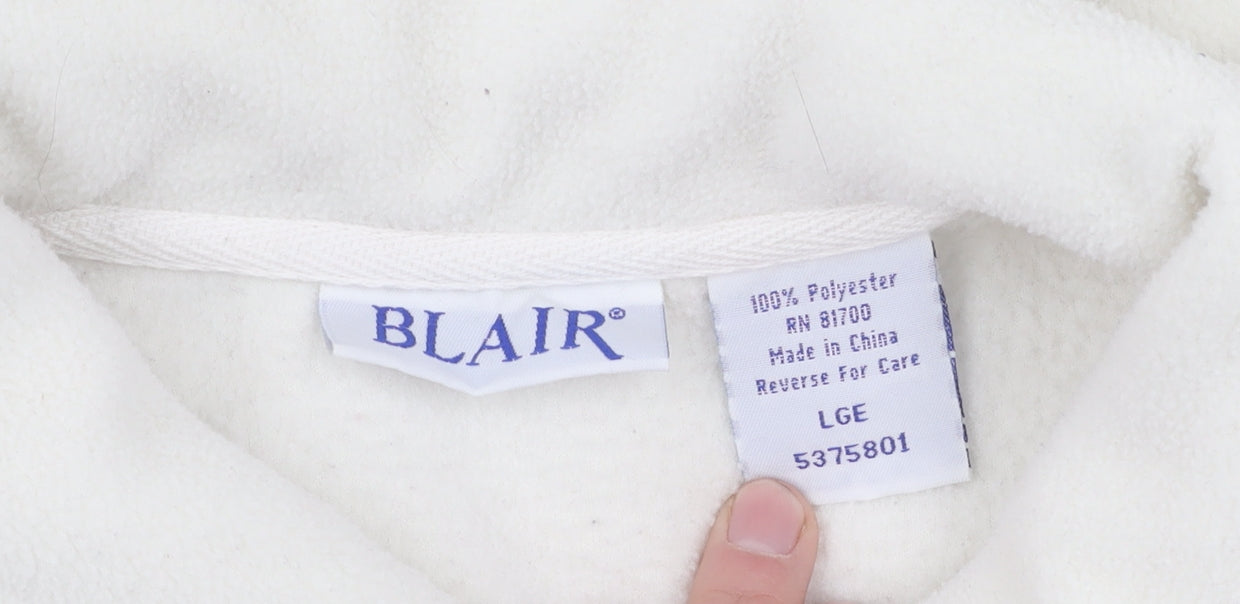 BLAIR®
100% Polyester
RN 81700
Made in China
Reverse For Care
LGE
5375801